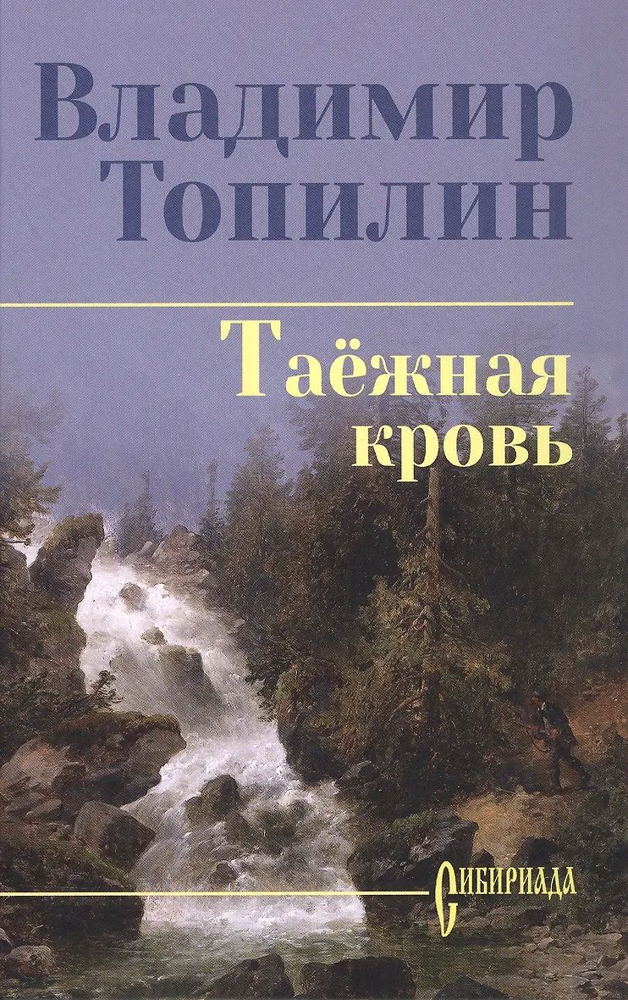 Владимир
Топилин
Таёжная
кровь
Сибириада